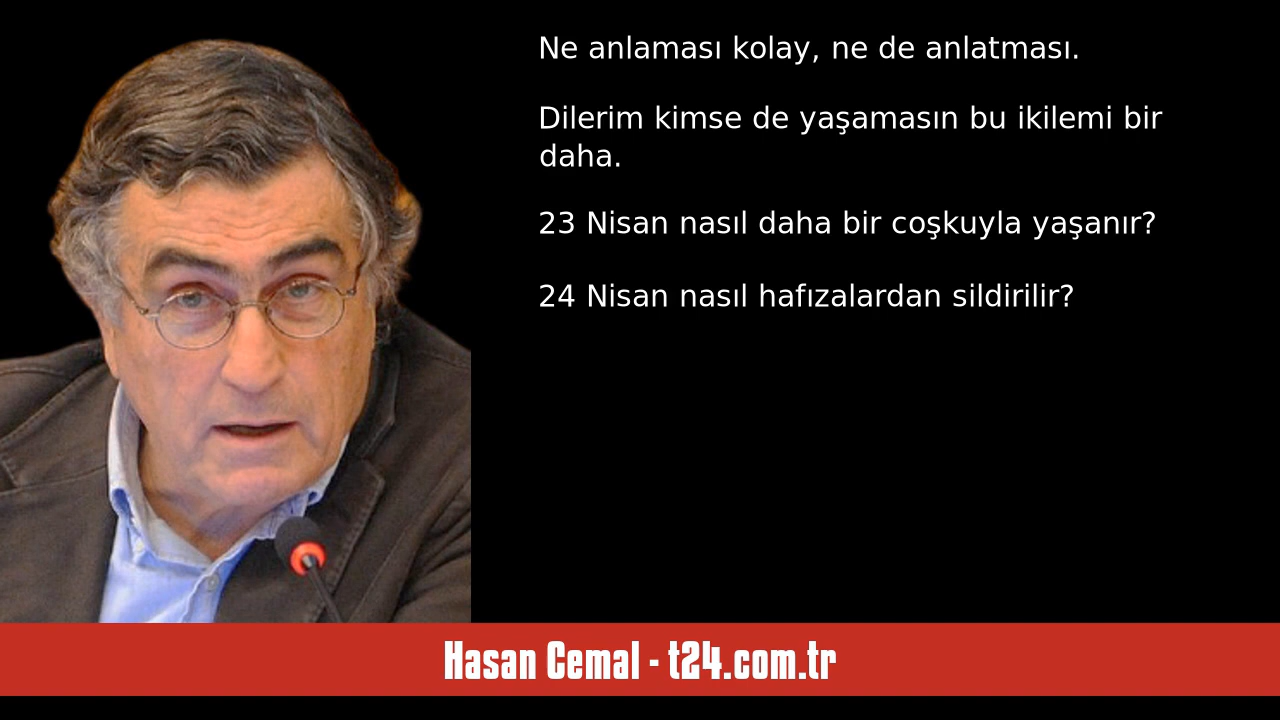 Ne anlaması kolay, ne de anlatması.
Dilerim kimse de yaşamasın bu ikilemi bir
daha.
23 Nisan nasıl daha bir coşkuyla yaşanır?
24 Nisan nasıl hafızalardan sildirilir?
Hasan Cemal - t24.com.tr